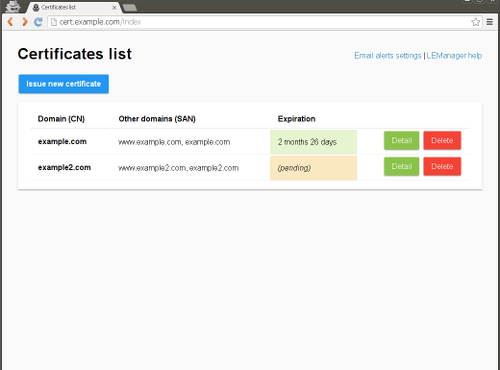 Certificates list
cert.example.com/index
Certificates list
Email alerts settings | LEManager help
Issue new certificate
Domain (CN) Other domains (SAN) Expiration
example.com www.example.com, example.com 2 months 26 days Detail Delete
example2.com www.example2.com, example2.com (pending) Detail Delete